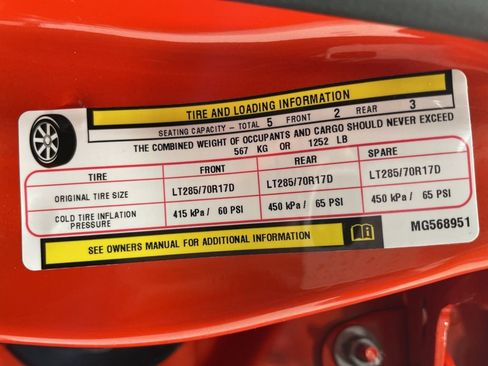 TIRE AND LOADING INFORMATION
SEATING CAPACITY - TOTAL 5 FRONT 2 REAR 3
THE COMBINED WEIGHT OF OCCUPANTS AND CARGO SHOULD NEVER EXCEED
567 KG OR 1252 LB
TIRE FRONT REAR SPARE
ORIGINAL TIRE SIZE LT285/70R17D LT285/70R17D LT285/70R17D
COLD TIRE INFLATION PRESSURE 415 kPa / 60 PSI 450 kPa / 65 PSI 450 kPa / 65 PSI
SEE OWNERS MANUAL FOR ADDITIONAL INFORMATION
MG568951